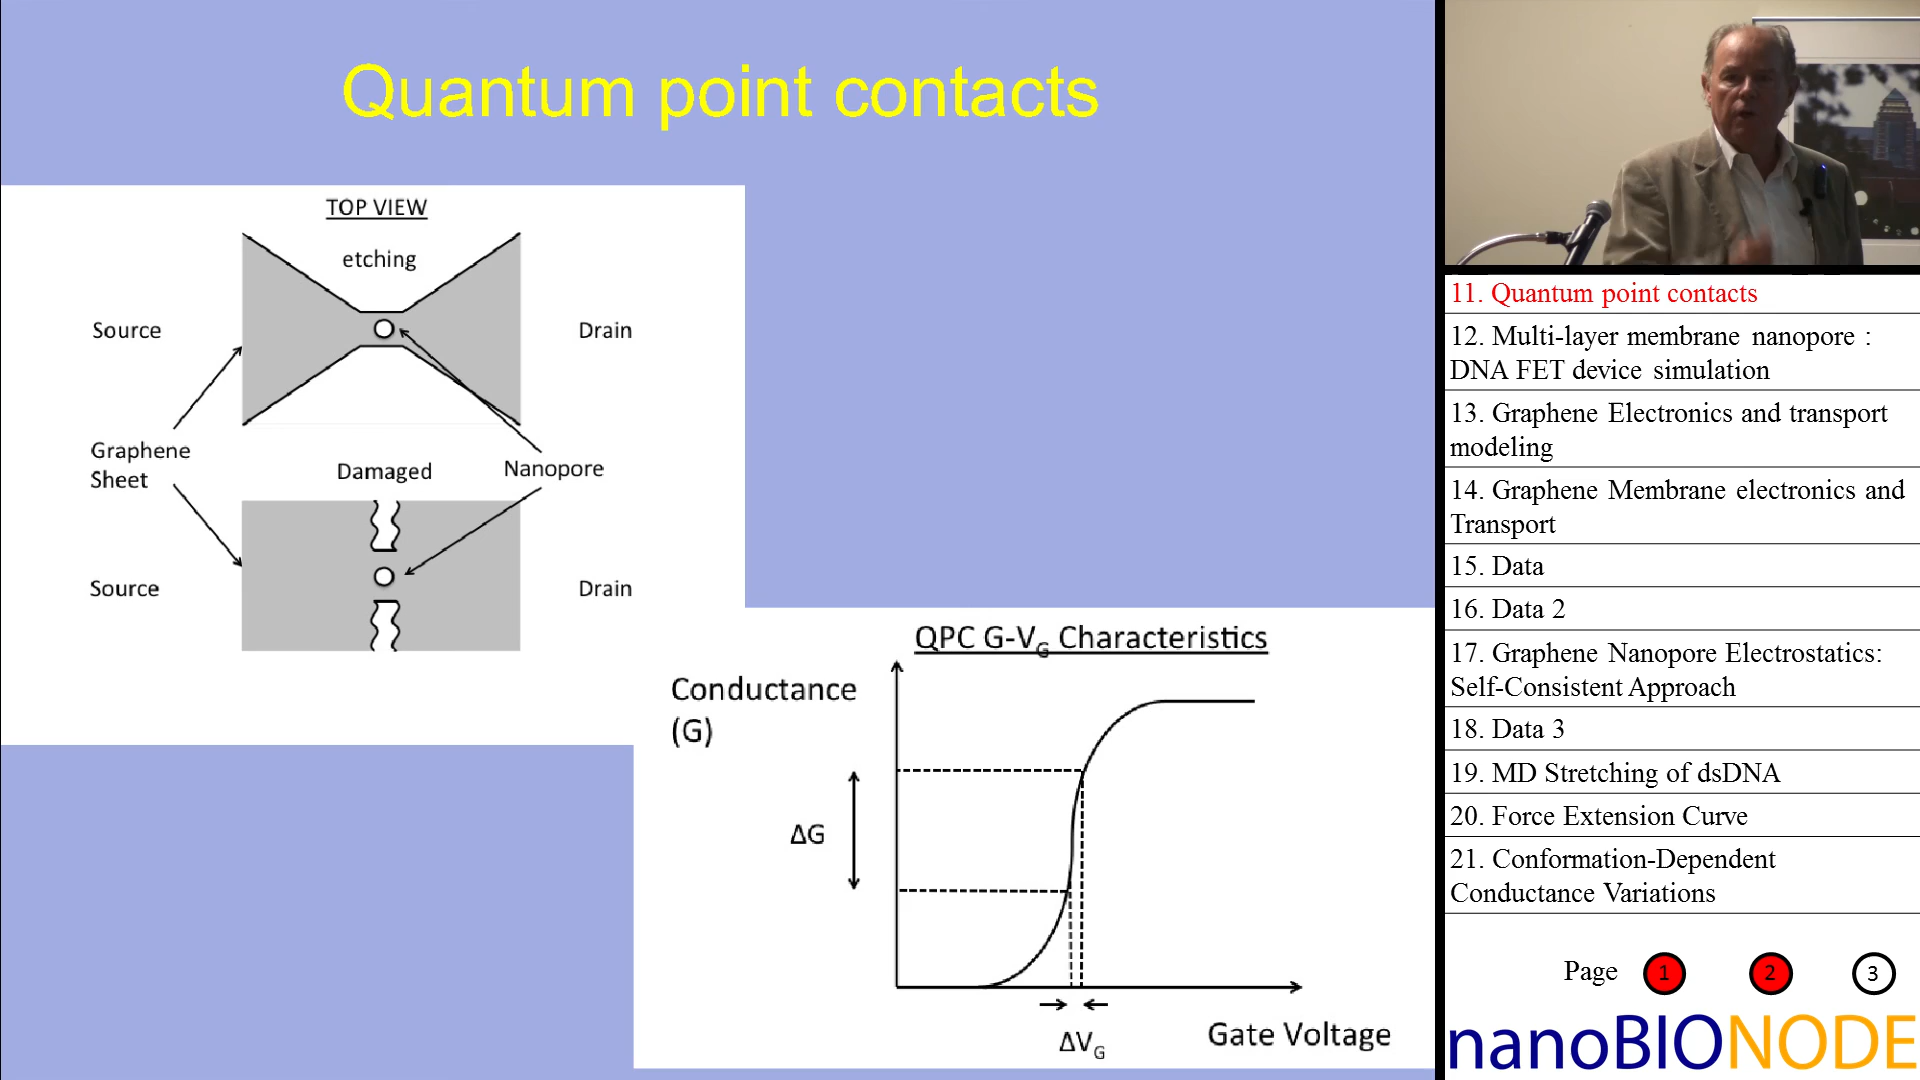 Quantum point contacts
TOP VIEW
etching
Source
Drain
Graphene
Sheet
Nanopore
Damaged
Source
Drain
QPC G-VG Characteristics
Conductance
(G)
ΔG
ΔVG
Gate Voltage
11. Quantum point contacts
12. Multi-layer membrane nanopore :
DNA FET device simulation
13. Graphene Electronics and transport
modeling
14. Graphene Membrane electronics and
Transport
15. Data
16. Data 2
17. Graphene Nanopore Electrostatics:
Self-Consistent Approach
18. Data 3
19. MD Stretching of dsDNA
20. Force Extension Curve
21. Conformation-Dependent
Conductance Variations
Page 1 2 3
nanoBIONODE